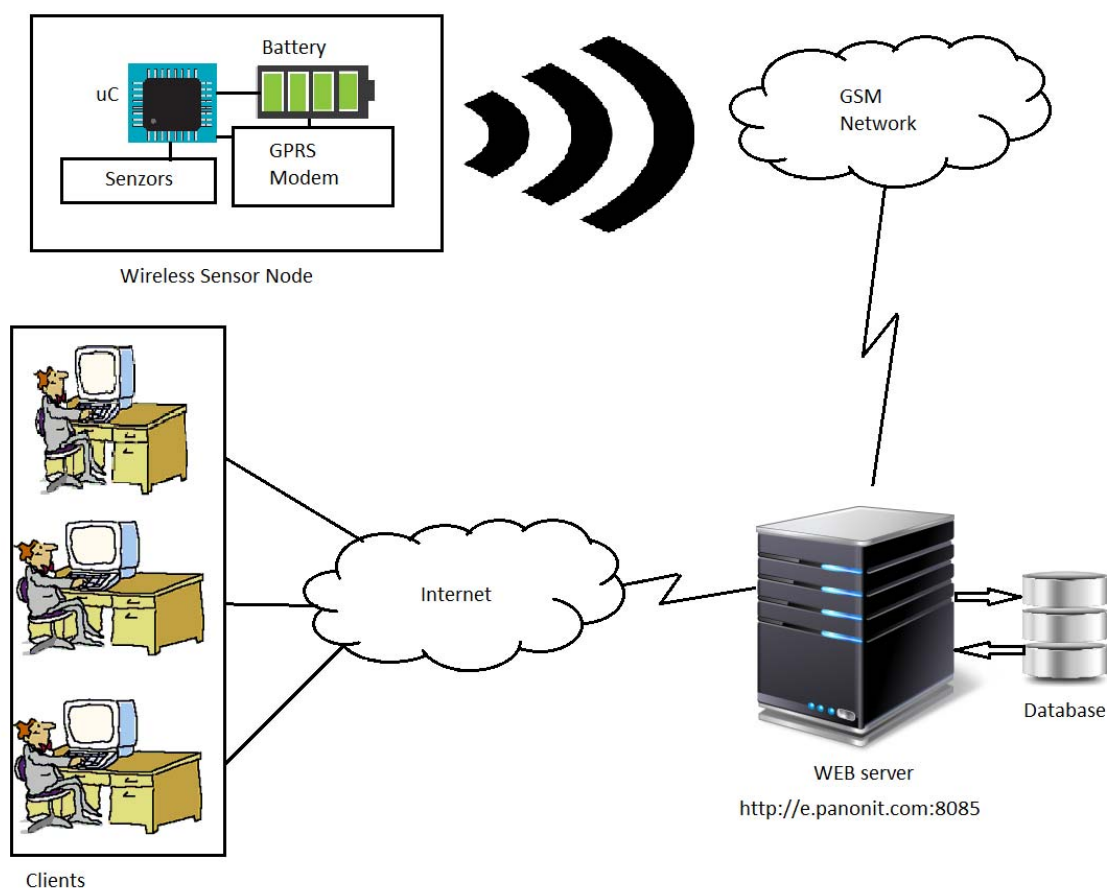 Battery
uC
GSM
Network
Senzors
GPRS
Modem
Wireless Sensor Node
Internet
Database
WEB server
http://e.panonit.com:8085
Clients